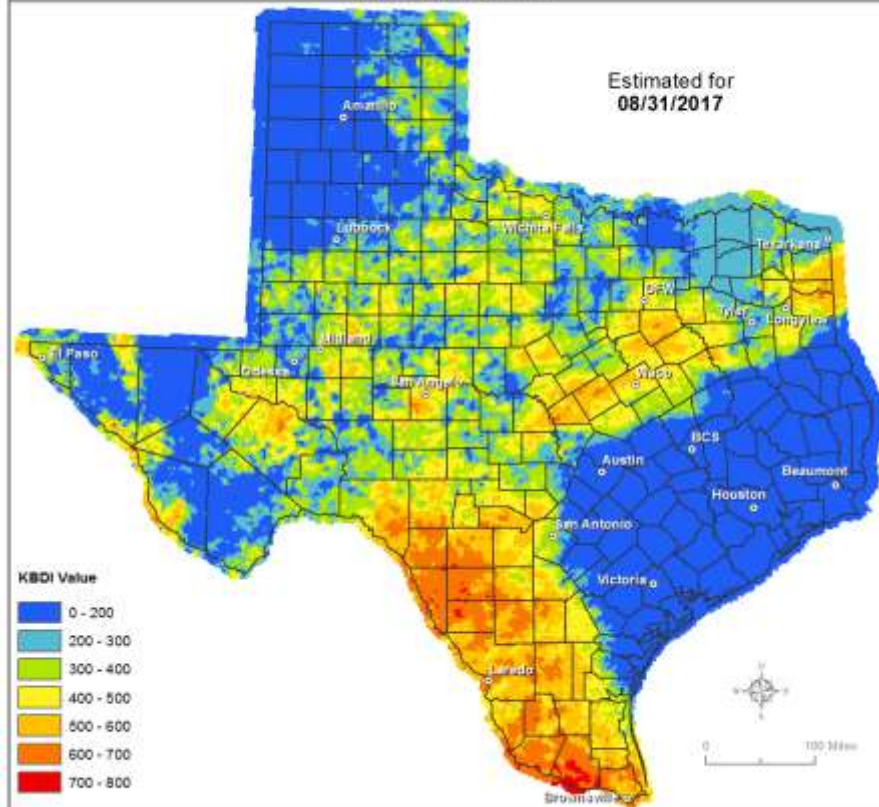 Estimated for
08/31/2017
Amarillo
Lubbock
Wichita Falls
Texarkana
DFW
Tyler
Longview
El Paso
Midland
Odessa
San Angelo
Waco
BCS
Austin
Beaumont
Houston
San Antonio
Victoria
Laredo
Brownsville
KBDI Value
0 - 200
200 - 300
300 - 400
400 - 500
500 - 600
600 - 700
700 - 800
0 100 Miles